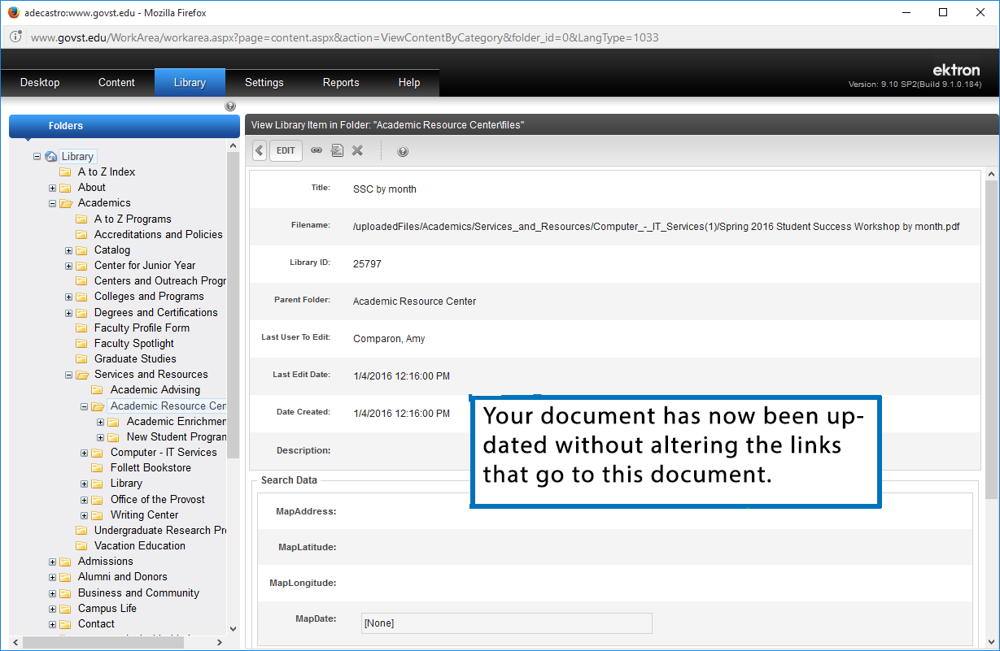 adecastro:www.govst.edu - Mozilla Firefox
www.govst.edu/WorkArea/workarea.aspx?page=content.aspx&action=ViewContentByCategory&folder_id=0&LangType=1033
ektron
Desktop Content Library Settings Reports Help
Version: 9.10 SP2(Build 9.1.0.184)
Folders
Library
A to Z Index
About
Academics
A to Z Programs
Accreditations and Policies
Catalog
Center for Junior Year
Centers and Outreach Progr
Colleges and Programs
Degrees and Certifications
Faculty Profile Form
Faculty Spotlight
Graduate Studies
Services and Resources
Academic Advising
Academic Resource Cen
Academic Enrichmen
New Student Program
Computer - IT Services
Follett Bookstore
Library
Office of the Provost
Writing Center
Undergraduate Research Pro
Vacation Education
Admissions
Alumni and Donors
Business and Community
Campus Life
Contact
View Library Item in Folder: "Academic Resource Center\files"
EDIT
Title: SSC by month
Filename: /uploadedFiles/Academics/Services_and_Resources/Computer_-_IT_Services(1)/Spring 2016 Student Success Workshop by month.pdf
Library ID: 25797
Parent Folder: Academic Resource Center
Last User To Edit: Comparon, Amy
Last Edit Date: 1/4/2016 12:16:00 PM
Date Created: 1/4/2016 12:16:00 PM
Description:
Your document has now been up-
dated without altering the links
that go to this document.
Search Data
MapAddress:
MapLatitude:
MapLongitude:
MapDate: [None]